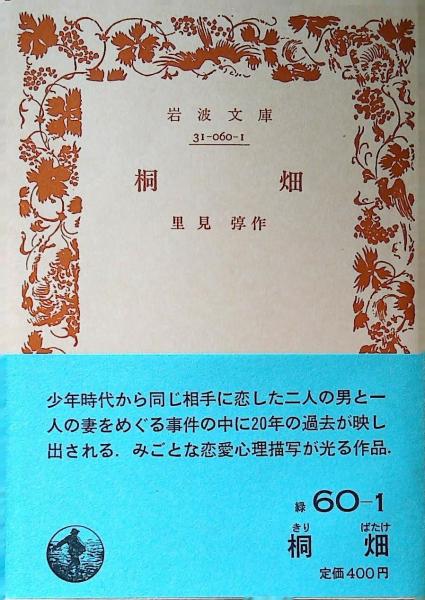 岩波文庫
31-060-1
桐 畑
里見 弴作
少年時代から同じ相手に恋した二人の男と一
人の妻をめぐる事件の中に20年の過去が映し
出される．みごとな恋愛心理描写が光る作品．
緑 60-1
きり ばたけ
桐 畑
定価400円